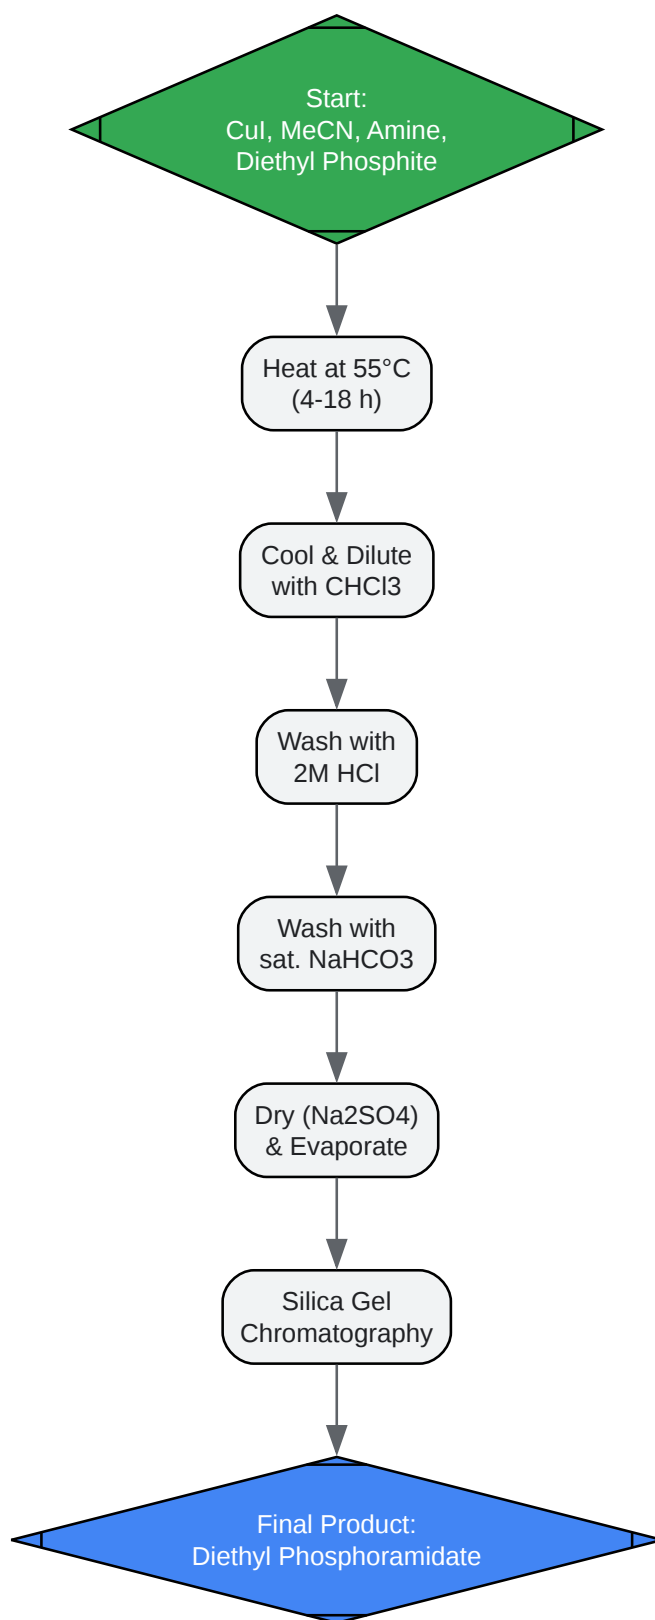 Start:
CuI, MeCN, Amine,
Diethyl Phosphite
Heat at 55°C
(4-18 h)
Cool & Dilute
with CHCl3
Wash with
2M HCl
Wash with
sat. NaHCO3
Dry (Na2SO4)
& Evaporate
Silica Gel
Chromatography
Final Product:
Diethyl Phosphoramidate